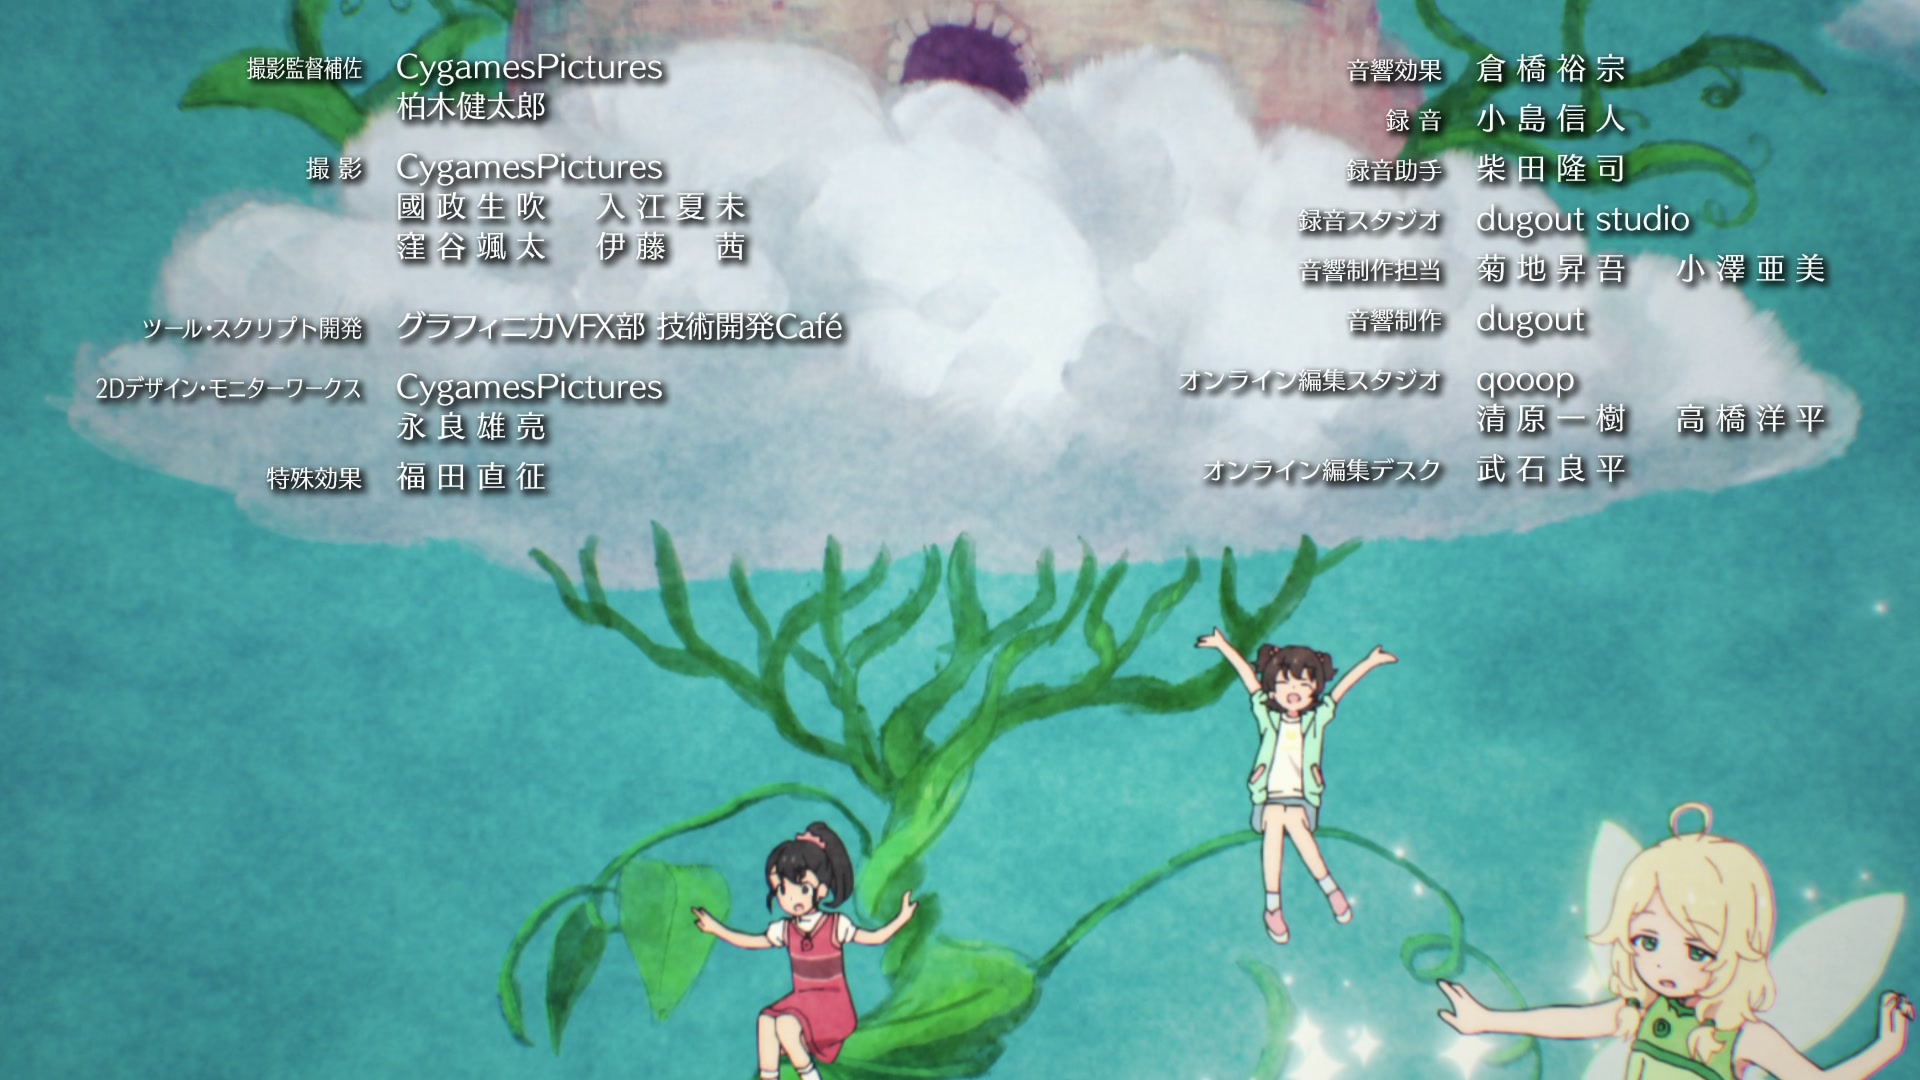 撮影監督補佐 CygamesPictures
柏木健太郎
撮 影 CygamesPictures
國政生吹 入江夏未
窪谷颯太 伊藤 茜
ツール・スクリプト開発 グラフィニカVFX部 技術開発Café
2Dデザイン・モニターワークス CygamesPictures
永良雄亮
特殊効果 福田直征
音響効果 倉橋裕宗
録 音 小島信人
録音助手 柴田隆司
録音スタジオ dugout studio
音響制作担当 菊地昇吾 小澤亜美
音響制作 dugout
オンライン編集スタジオ qooop
清原一樹 高橋洋平
オンライン編集デスク 武石良平